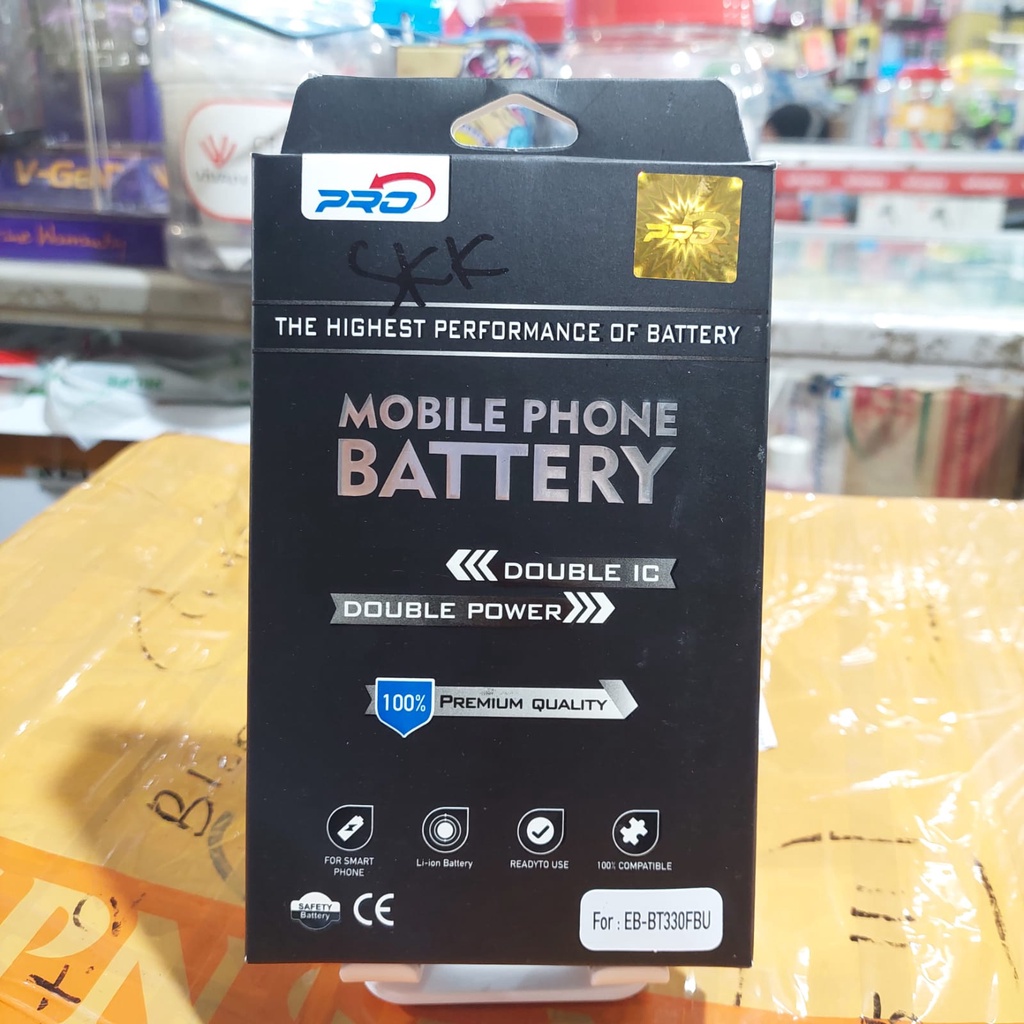 V-GeN
PRO
PRO
THE HIGHEST PERFORMANCE OF BATTERY
MOBILE PHONE
BATTERY
DOUBLE IC
DOUBLE POWER
100% PREMIUM QUALITY
FOR SMART
PHONE
Li-ion Battery
READYTO USE
100% COMPATIBLE
SAFETY
Battery
CE
For : EB-BT330FBU